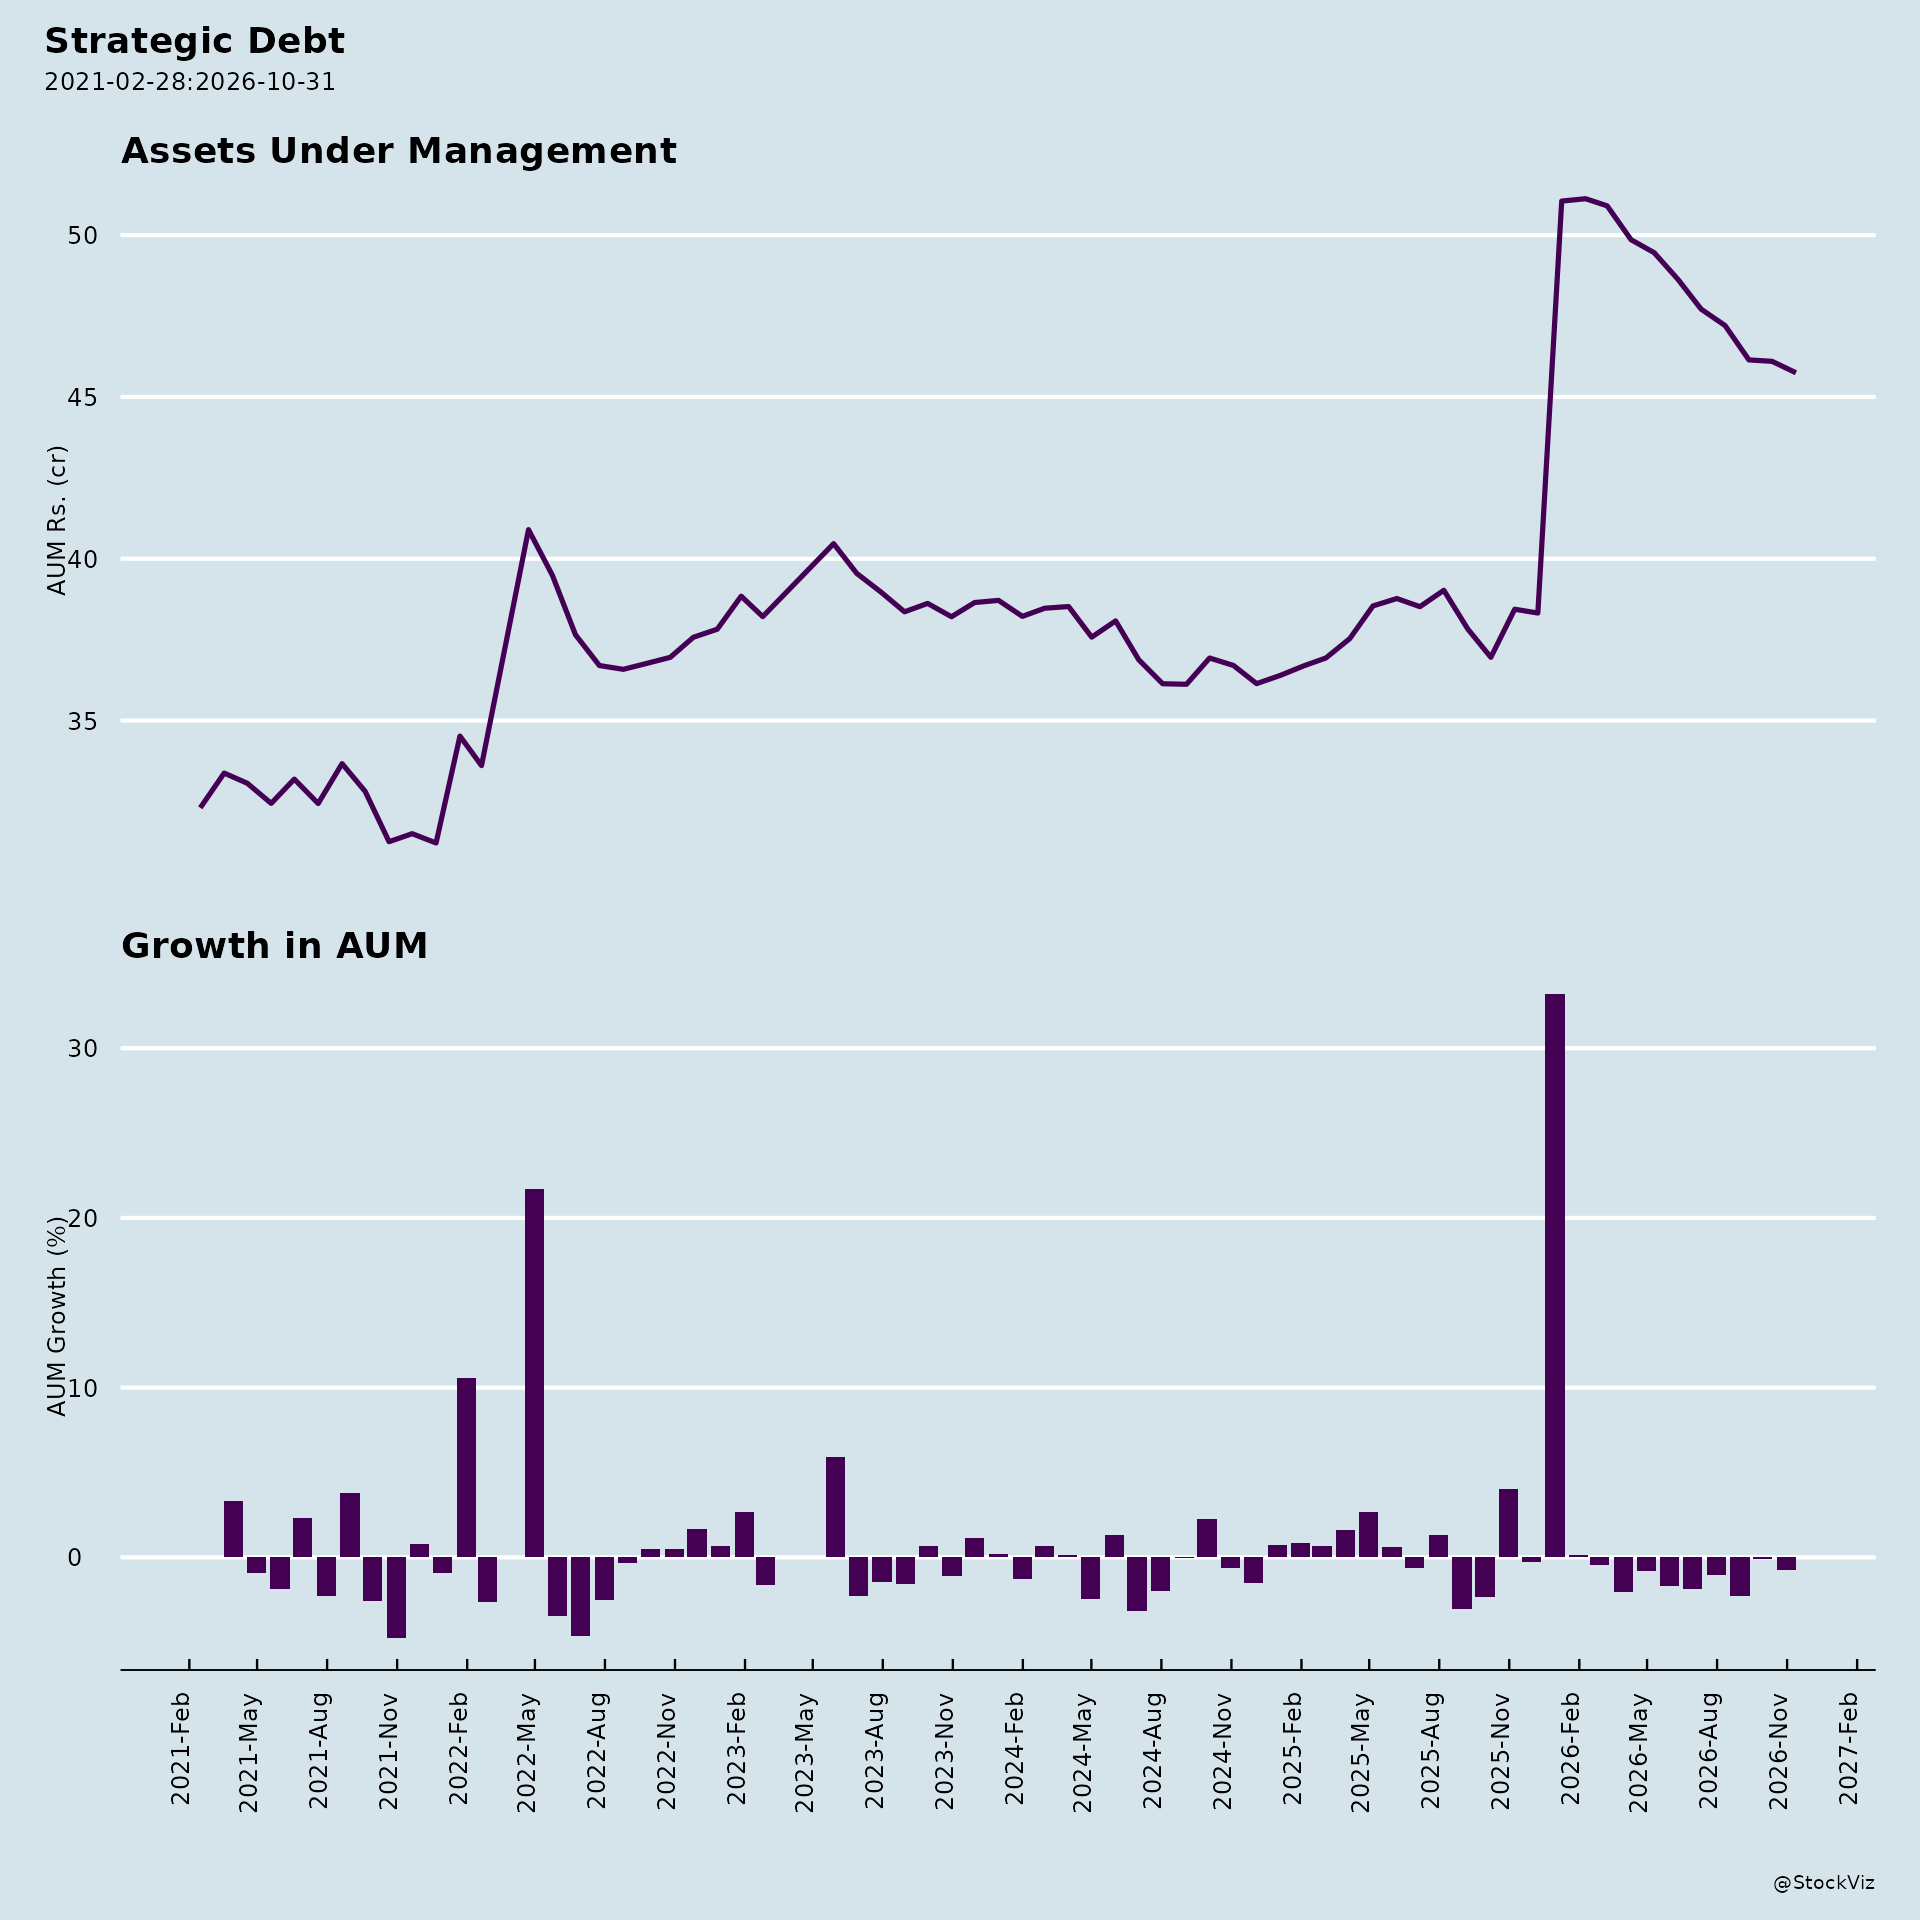 Strategic Debt
2021-02-28:2026-10-31
Assets Under Management
AUM Rs. (cr)
50
45
40
35
Growth in AUM
AUM Growth (%)
30
20
10
0
2021-Feb
2021-May
2021-Aug
2021-Nov
2022-Feb
2022-May
2022-Aug
2022-Nov
2023-Feb
2023-May
2023-Aug
2023-Nov
2024-Feb
2024-May
2024-Aug
2024-Nov
2025-Feb
2025-May
2025-Aug
2025-Nov
2026-Feb
2026-May
2026-Aug
2026-Nov
2027-Feb
@StockViz